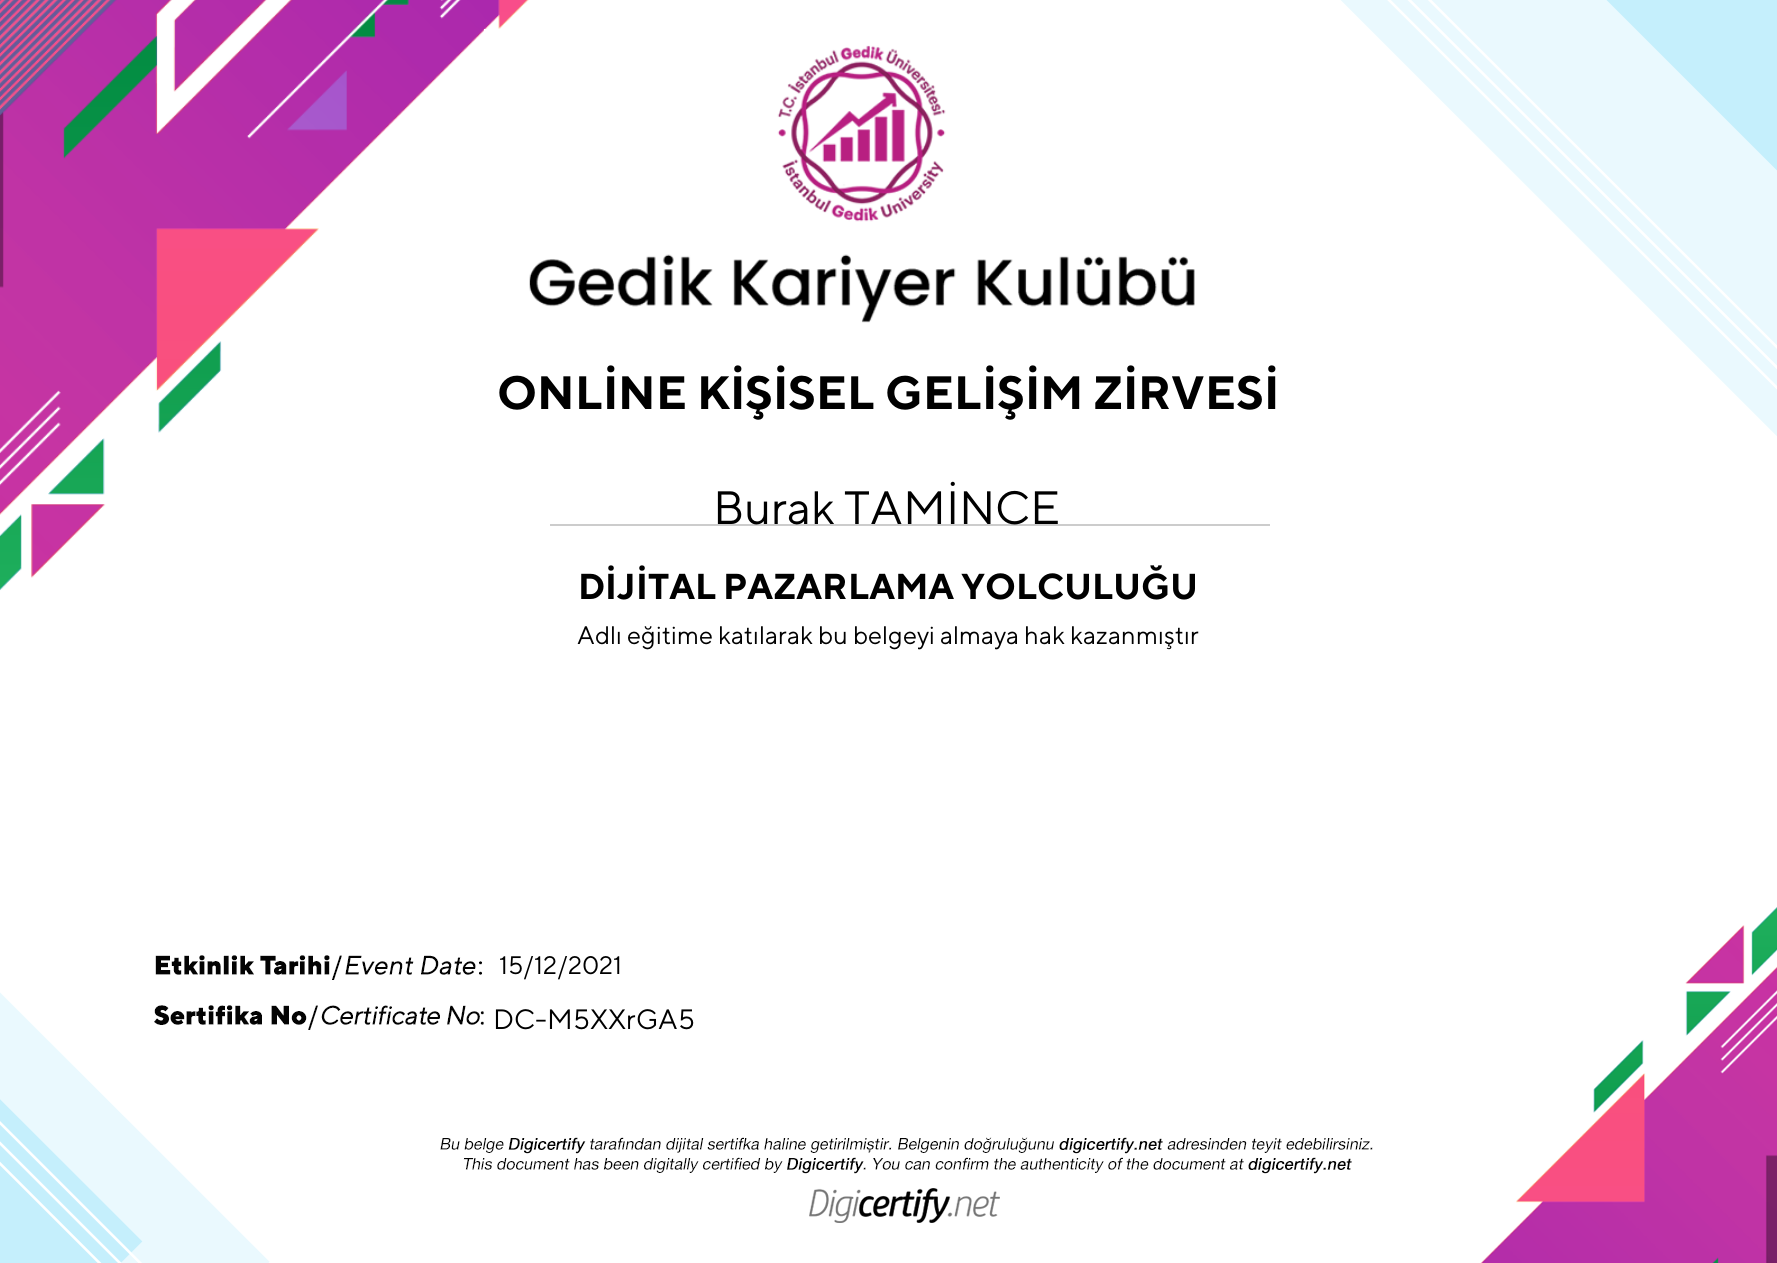 T.C. İstanbul Gedik Üniversitesi
İstanbul Gedik University
Gedik Kariyer Kulübü
ONLİNE KİŞİSEL GELİŞİM ZİRVESİ
Burak TAMİNCE
DİJİTAL PAZARLAMA YOLCULUĞU
Adlı eğitime katılarak bu belgeyi almaya hak kazanmıştır
Etkinlik Tarihi/Event Date: 15/12/2021
Sertifika No/Certificate No: DC-M5XXrGA5
Bu belge Digicertify tarafından dijital sertifka haline getirilmiştir. Belgenin doğruluğunu digicertify.net adresinden teyit edebilirsiniz.
This document has been digitally certified by Digicertify. You can confirm the authenticity of the document at digicertify.net
Digicertify.net